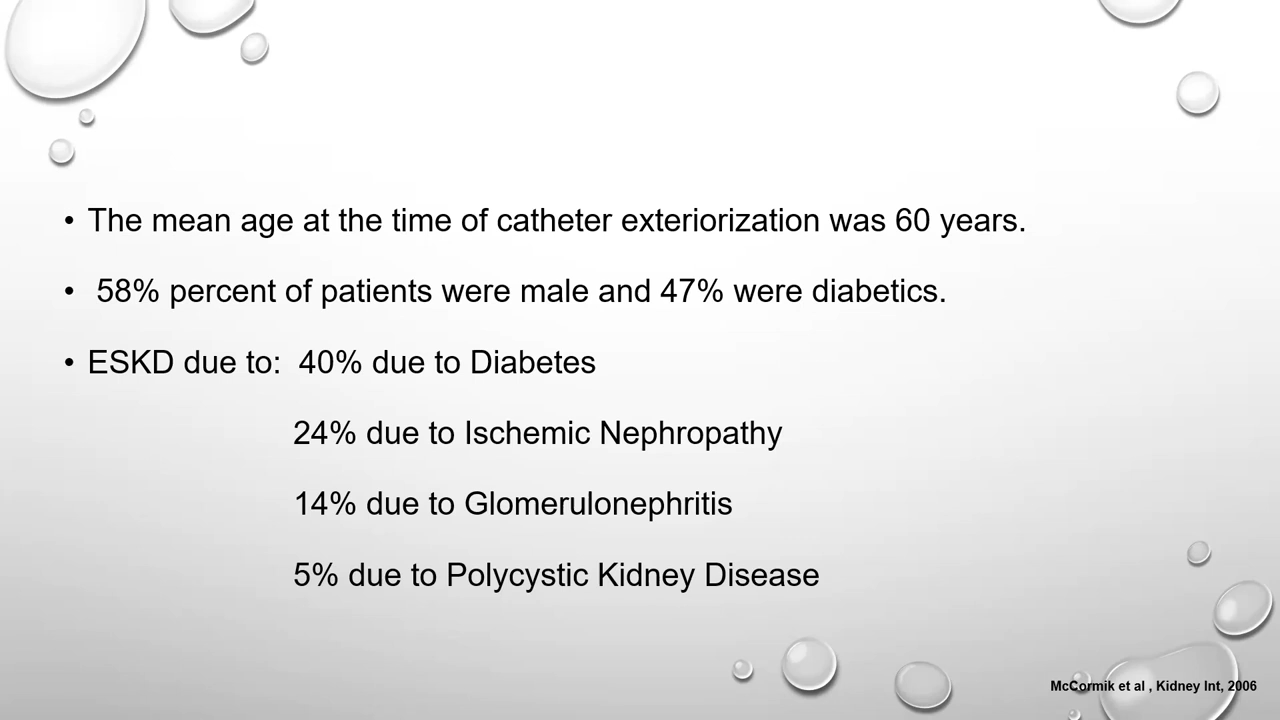 • The mean age at the time of catheter exteriorization was 60 years.
• 58% percent of patients were male and 47% were diabetics.
• ESKD due to: 40% due to Diabetes
24% due to Ischemic Nephropathy
14% due to Glomerulonephritis
5% due to Polycystic Kidney Disease
McCormik et al , Kidney Int, 2006